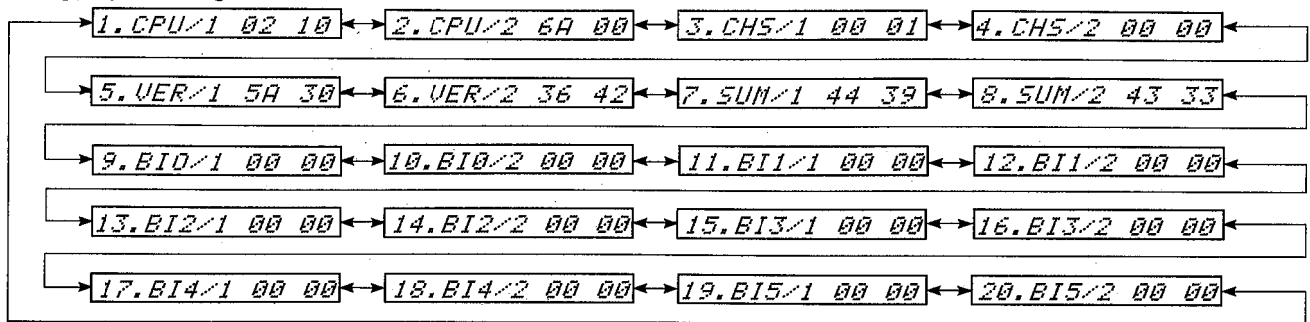 1.CPU/1 02 10 2.CPU/2 6A 00 3.CHS/1 00 01 4.CHS/2 00 00
5.VER/1 5A 30 6.VER/2 36 42 7.SUM/1 44 39 8.SUM/2 43 33
9.BI0/1 00 00 10.BI0/2 00 00 11.BI1/1 00 00 12.BI1/2 00 00
13.BI2/1 00 00 14.BI2/2 00 00 15.BI3/1 00 00 16.BI3/2 00 00
17.BI4/1 00 00 18.BI4/2 00 00 19.BI5/1 00 00 20.BI5/2 00 00